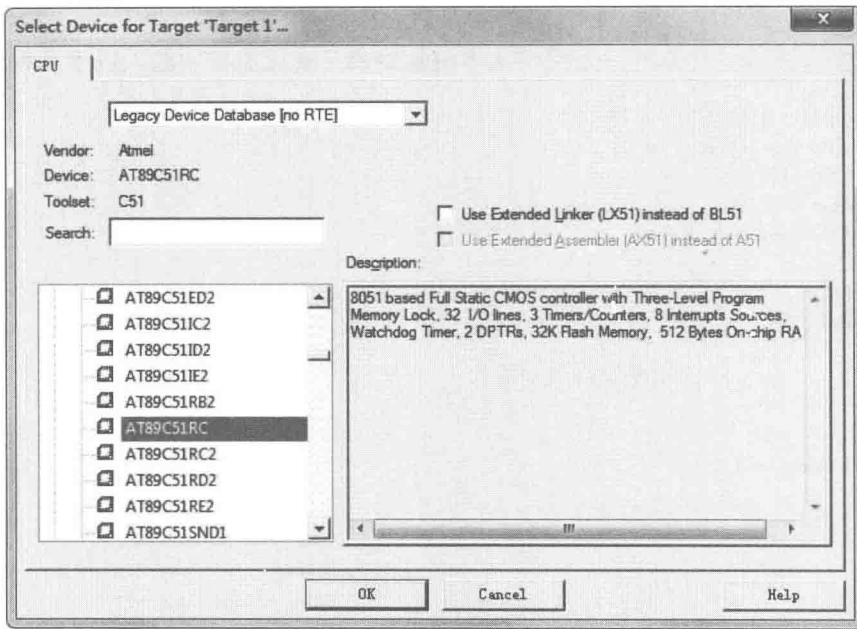 Select Device for Target 'Target 1'...
CPU
Legacy Device Database [no RTE]
Vendor: Atmel
Device: AT89C51RC
Toolset: C51
Search:
Use Extended Linker (LX51) instead of BL51
Use Extended Assembler (AX51) instead of A51
Description:
AT89C51ED2
AT89C51IC2
AT89C51ID2
AT89C51IE2
AT89C51RB2
AT89C51RC
AT89C51RC2
AT89C51RD2
AT89C51RE2
AT89C51SND1
8051 based Full Static CMOS controller with Three-Level Program
Memory Lock, 32 I/O lines, 3 Timers/Counters, 8 Interrupts Sources,
Watchdog Timer, 2 DPTRs, 32K Flash Memory, 512 Bytes On-chip RA
OK
Cancel
Help